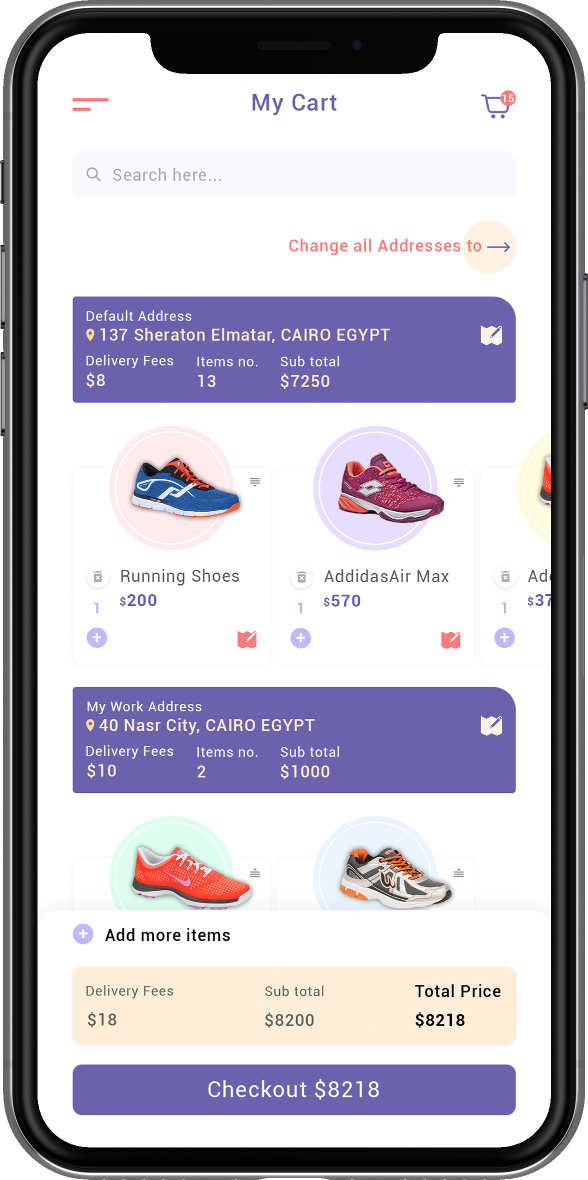 My Cart
15
Search here...
Change all Addresses to
Default Address
137 Sheraton Elmatar, CAIRO EGYPT
Delivery Fees Items no. Sub total
$8 13 $7250
Running Shoes AddidasAir Max Add
$200 $570 $37
1 1 1
My Work Address
40 Nasr City, CAIRO EGYPT
Delivery Fees Items no. Sub total
$10 2 $1000
Add more items
Delivery Fees Sub total Total Price
$18 $8200 $8218
Checkout $8218